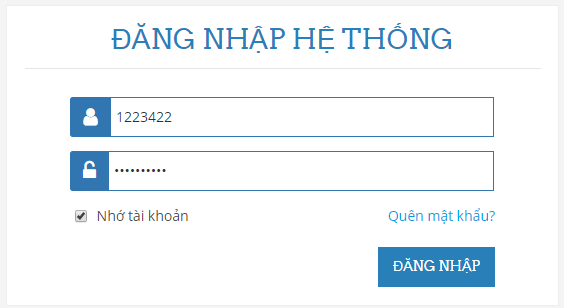 ĐĂNG NHẬP HỆ THỐNG
1223422
••••••••••
Nhớ tài khoản
Quên mật khẩu?
ĐĂNG NHẬP